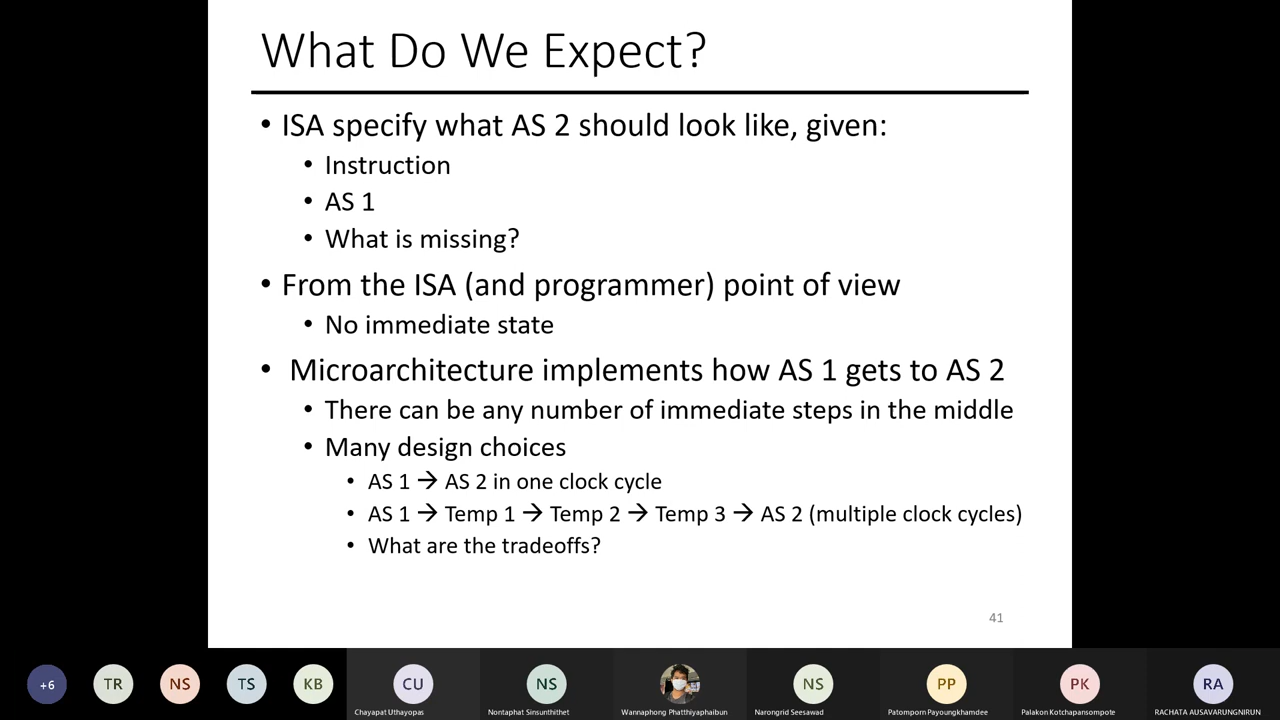 What Do We Expect?
• ISA specify what AS 2 should look like, given:
• Instruction
• AS 1
• What is missing?
• From the ISA (and programmer) point of view
• No immediate state
• Microarchitecture implements how AS 1 gets to AS 2
• There can be any number of immediate steps in the middle
• Many design choices
• AS 1 → AS 2 in one clock cycle
• AS 1 → Temp 1 → Temp 2 → Temp 3 → AS 2 (multiple clock cycles)
• What are the tradeoffs?
41
+6 TR NS TS KB CU NS NS PP PK RA
Chayapat Uthayopas Nontaphat Sinsunthithet Wannaphong Phatthiyaphaibun Narongrid Seesawad Patomporn Payoungkhamdee Palakon Kotchapansompote RACHATA AUSAVARUNGNIRUN